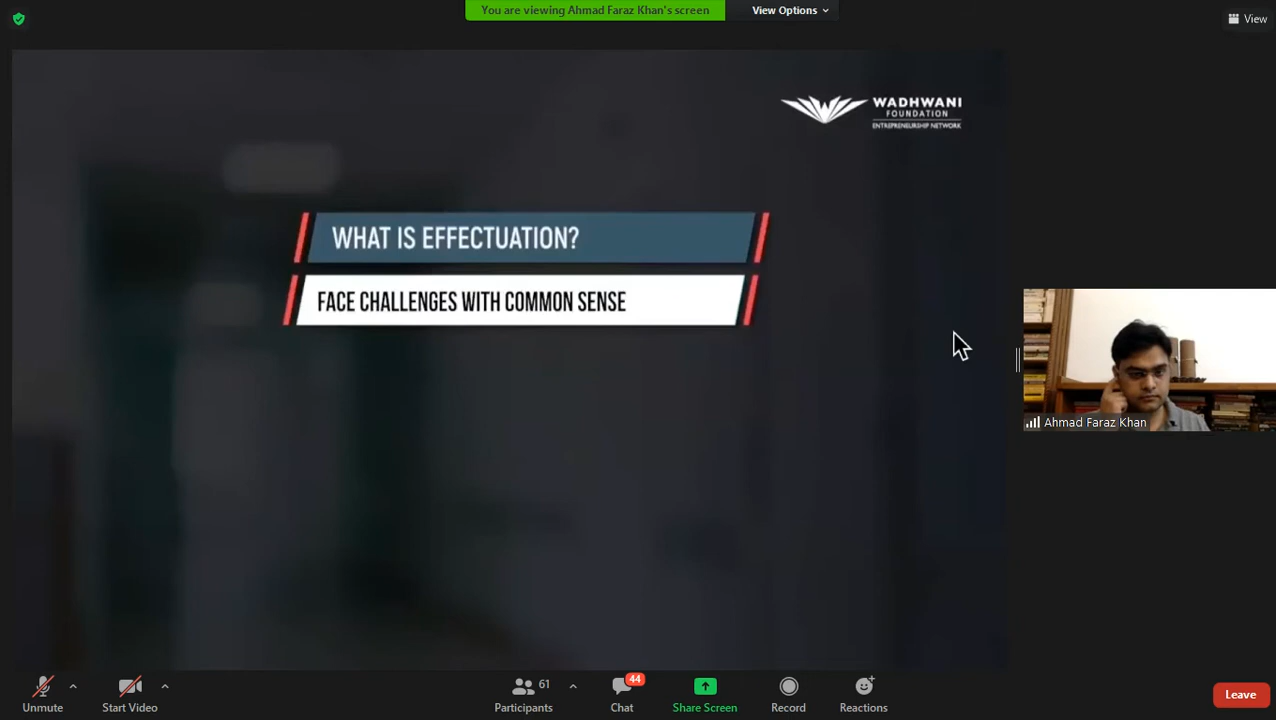 You are viewing Ahmad Faraz Khan's screen
View Options
View
WADHWANI
FOUNDATION
ENTREPRENEURSHIP NETWORK
WHAT IS EFFECTUATION?
FACE CHALLENGES WITH COMMON SENSE
Ahmad Faraz Khan
Unmute
Start Video
61
Participants
44
Chat
Share Screen
Record
Reactions
Leave